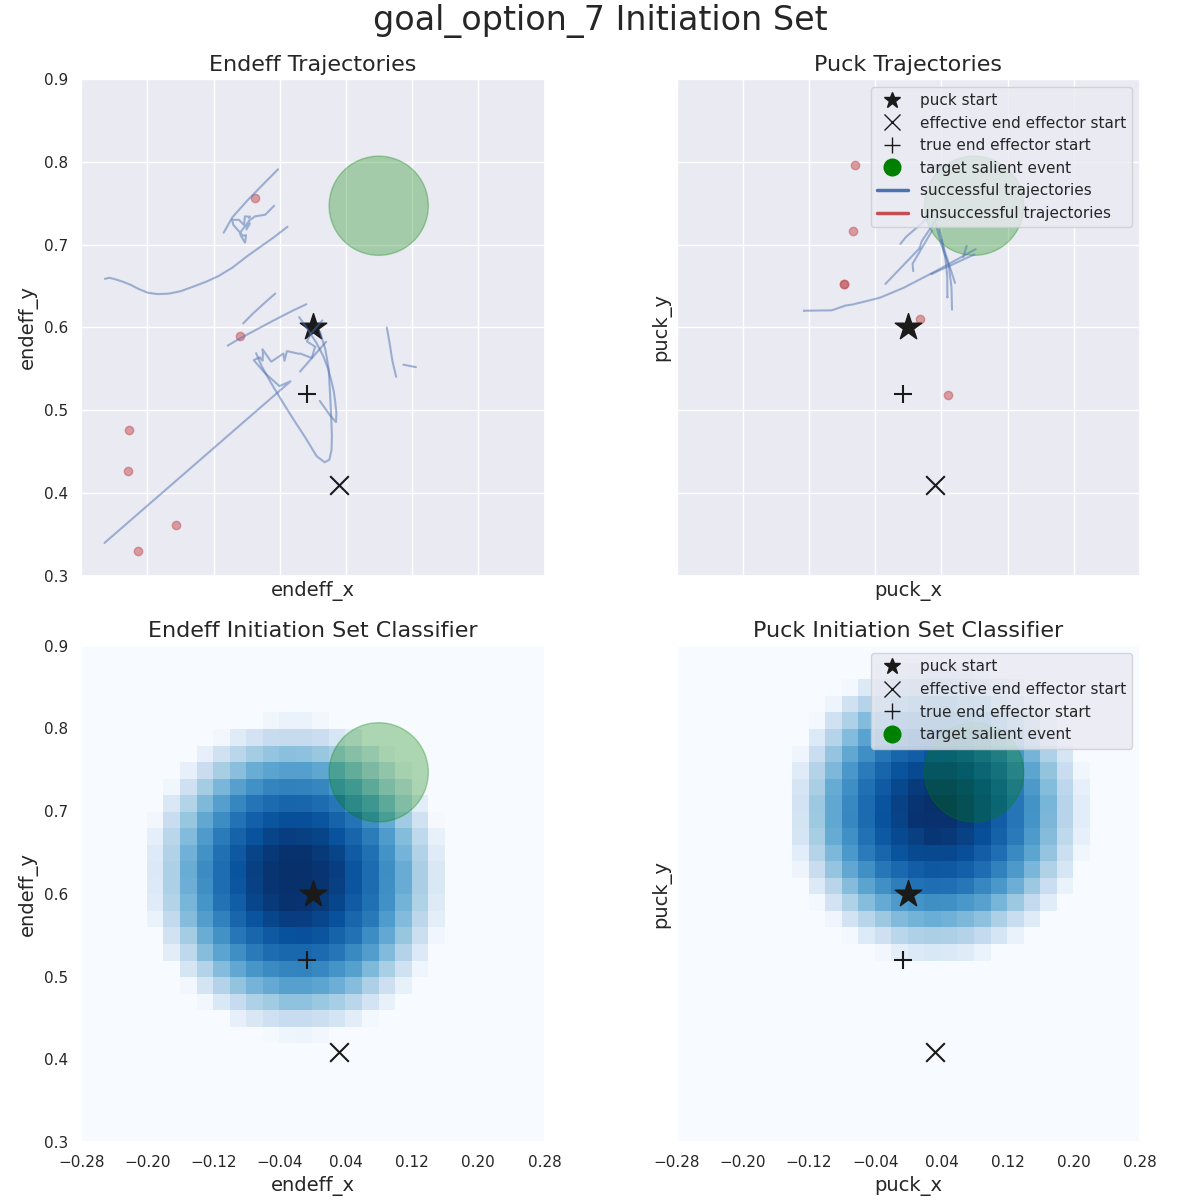 goal_option_7 Initiation Set
Endeff Trajectories
endeff_y
0.9
0.8
0.7
0.6
0.5
0.4
0.3
endeff_x
Puck Trajectories
puck_y
puck start
effective end effector start
true end effector start
target salient event
successful trajectories
unsuccessful trajectories
puck_x
Endeff Initiation Set Classifier
endeff_y
0.9
0.8
0.7
0.6
0.5
0.4
0.3
−0.28 −0.20 −0.12 −0.04 0.04 0.12 0.20 0.28
endeff_x
Puck Initiation Set Classifier
puck_y
puck start
effective end effector start
true end effector start
target salient event
−0.28 −0.20 −0.12 −0.04 0.04 0.12 0.20 0.28
puck_x